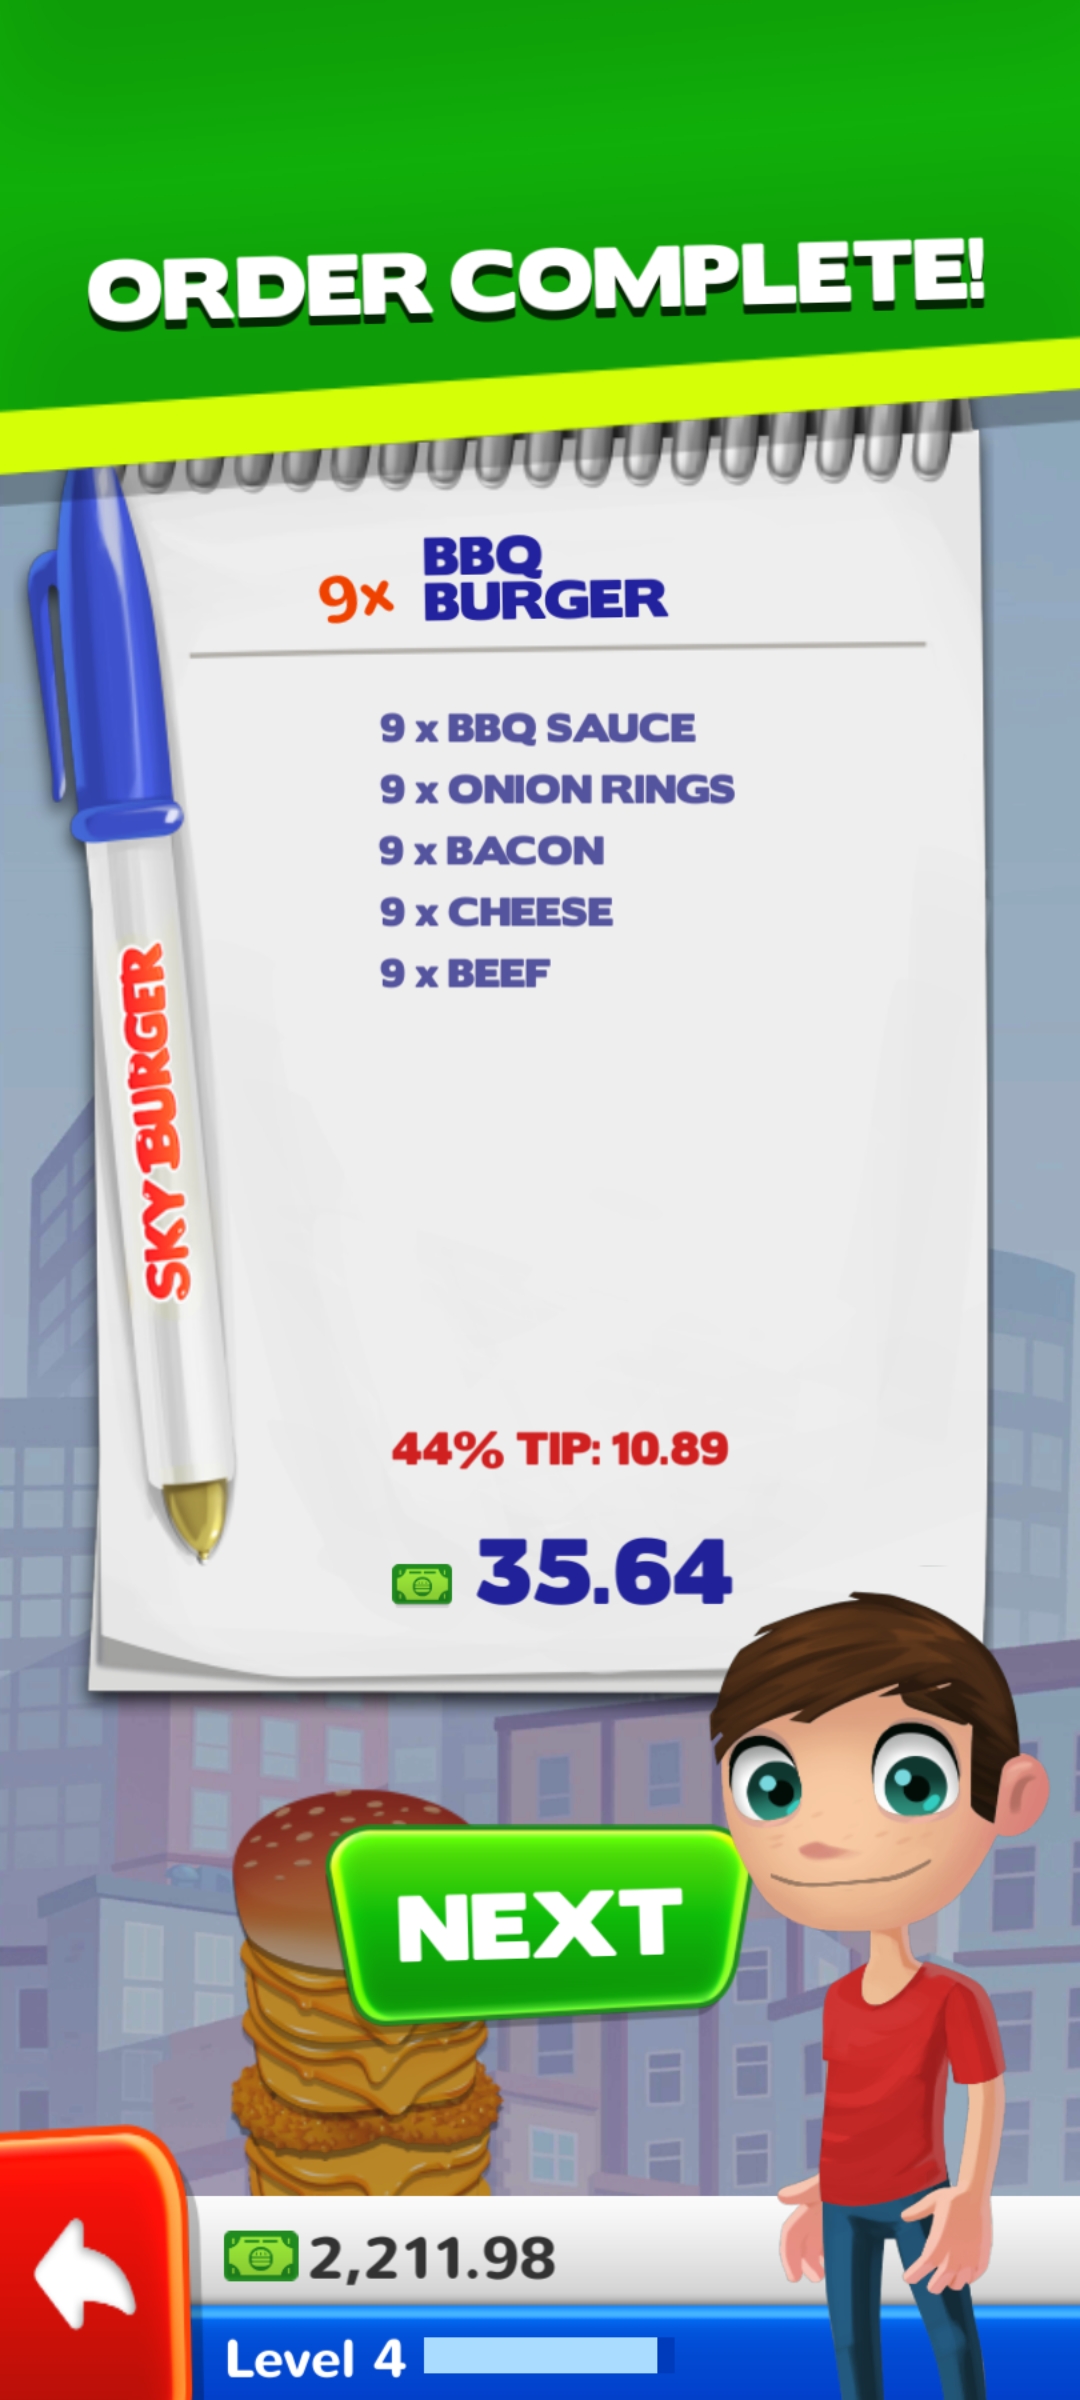 ORDER COMPLETE!
9x BBQ
BURGER
9 x BBQ SAUCE
9 x ONION RINGS
9 x BACON
9 x CHEESE
9 x BEEF
SKY BURGER
44% TIP: 10.89
35.64
NEXT
2,211.98
Level 4